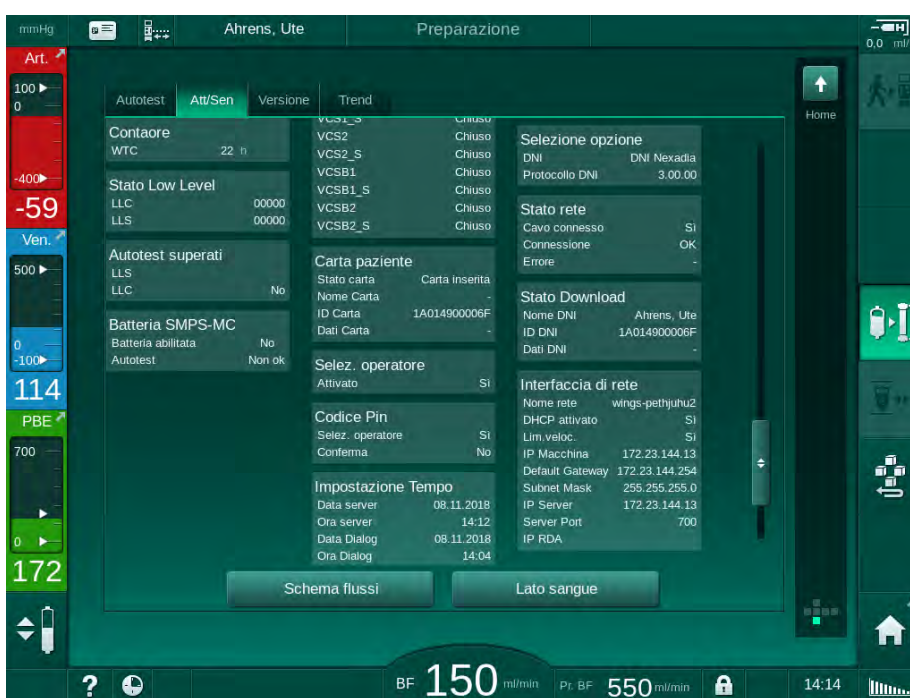 mmHg
Ahrens, Ute
Preparazione
0,0 ml/
Art.
100
0
-400
-59
Ven.
500
0
-100
114
PBE
700
0
172
Autotest
Att/Sen
Versione
Trend
Home
Contaore
WTC 22 h
Stato Low Level
LLC 00000
LLS 00000
Autotest superati
LLS
LLC No
Batteria SMPS-MC
Batteria abilitata No
Autotest Non ok
VCS1_S Chiuso
VCS2 Chiuso
VCS2_S Chiuso
VCSB1 Chiuso
VCSB1_S Chiuso
VCSB2 Chiuso
VCSB2_S Chiuso
Carta paziente
Stato carta Carta inserita
Nome Carta -
ID Carta 1A014900006F
Dati Carta -
Selez. operatore
Attivato Sì
Codice Pin
Selez. operatore Sì
Conferma No
Impostazione Tempo
Data server 08.11.2018
Ora server 14:12
Data Dialog 08.11.2018
Ora Dialog 14:04
Selezione opzione
DNI DNI Nexadia
Protocollo DNI 3.00.00
Stato rete
Cavo connesso Sì
Connessione OK
Errore -
Stato Download
Nome DNI Ahrens, Ute
ID DNI 1A014900006F
Dati DNI -
Interfaccia di rete
Nome rete wings-pethjuhu2
DHCP attivato Sì
Lim.veloc. Sì
IP Macchina 172.23.144.13
Default Gateway 172.23.144.254
Subnet Mask 255.255.255.0
IP Server 172.23.144.13
Server Port 700
IP RDA
Schema flussi
Lato sangue
?
BF 150 ml/min
Pr. BF 550 ml/min
14:14